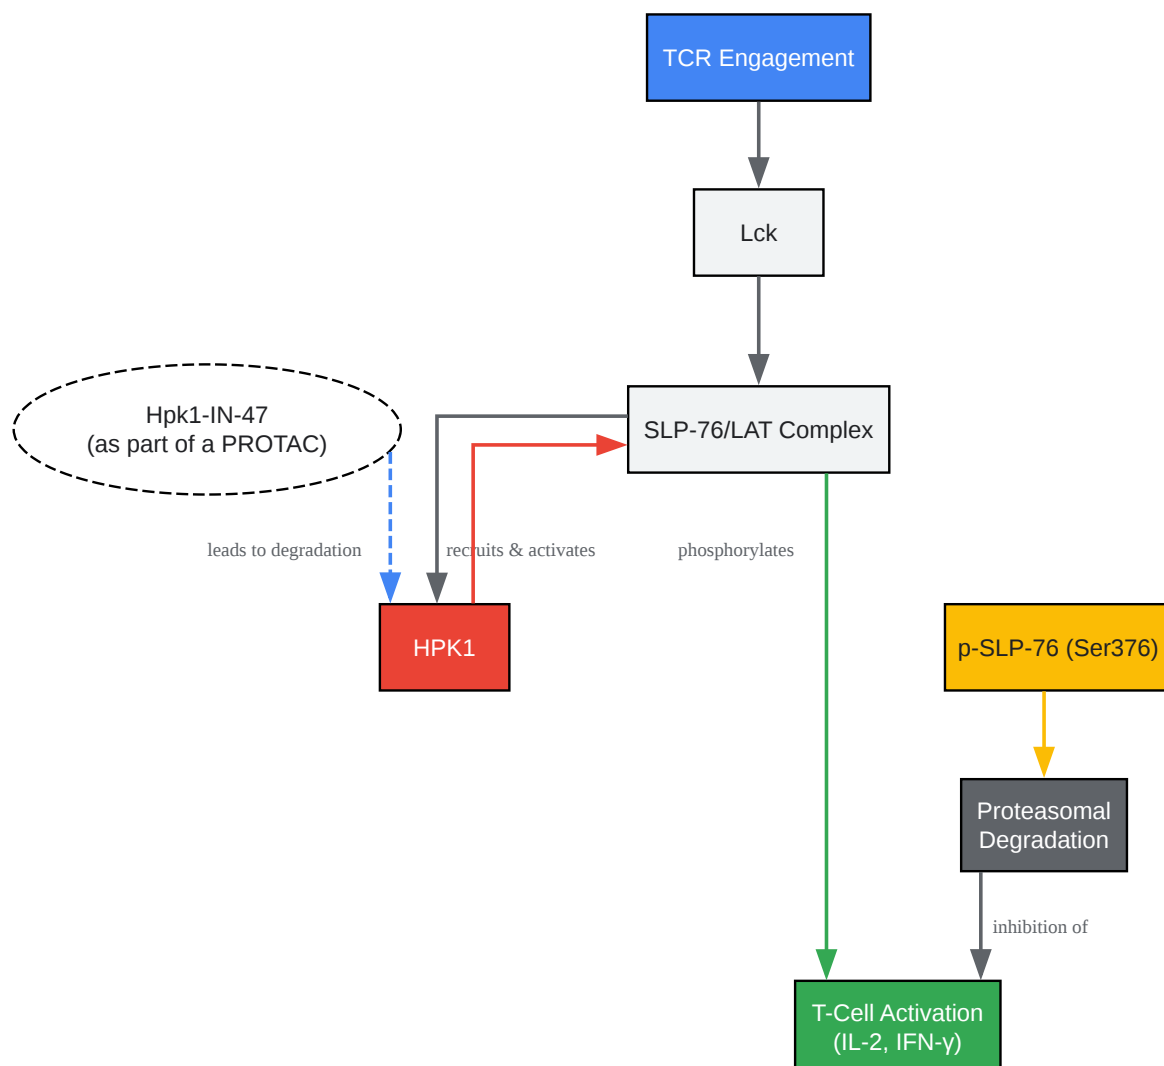 TCR Engagement
Lck
Hpk1-IN-47
(as part of a PROTAC)
SLP-76/LAT Complex
leads to degradation
recruits & activates
phosphorylates
HPK1
p-SLP-76 (Ser376)
Proteasomal
Degradation
inhibition of
T-Cell Activation
(IL-2, IFN-γ)